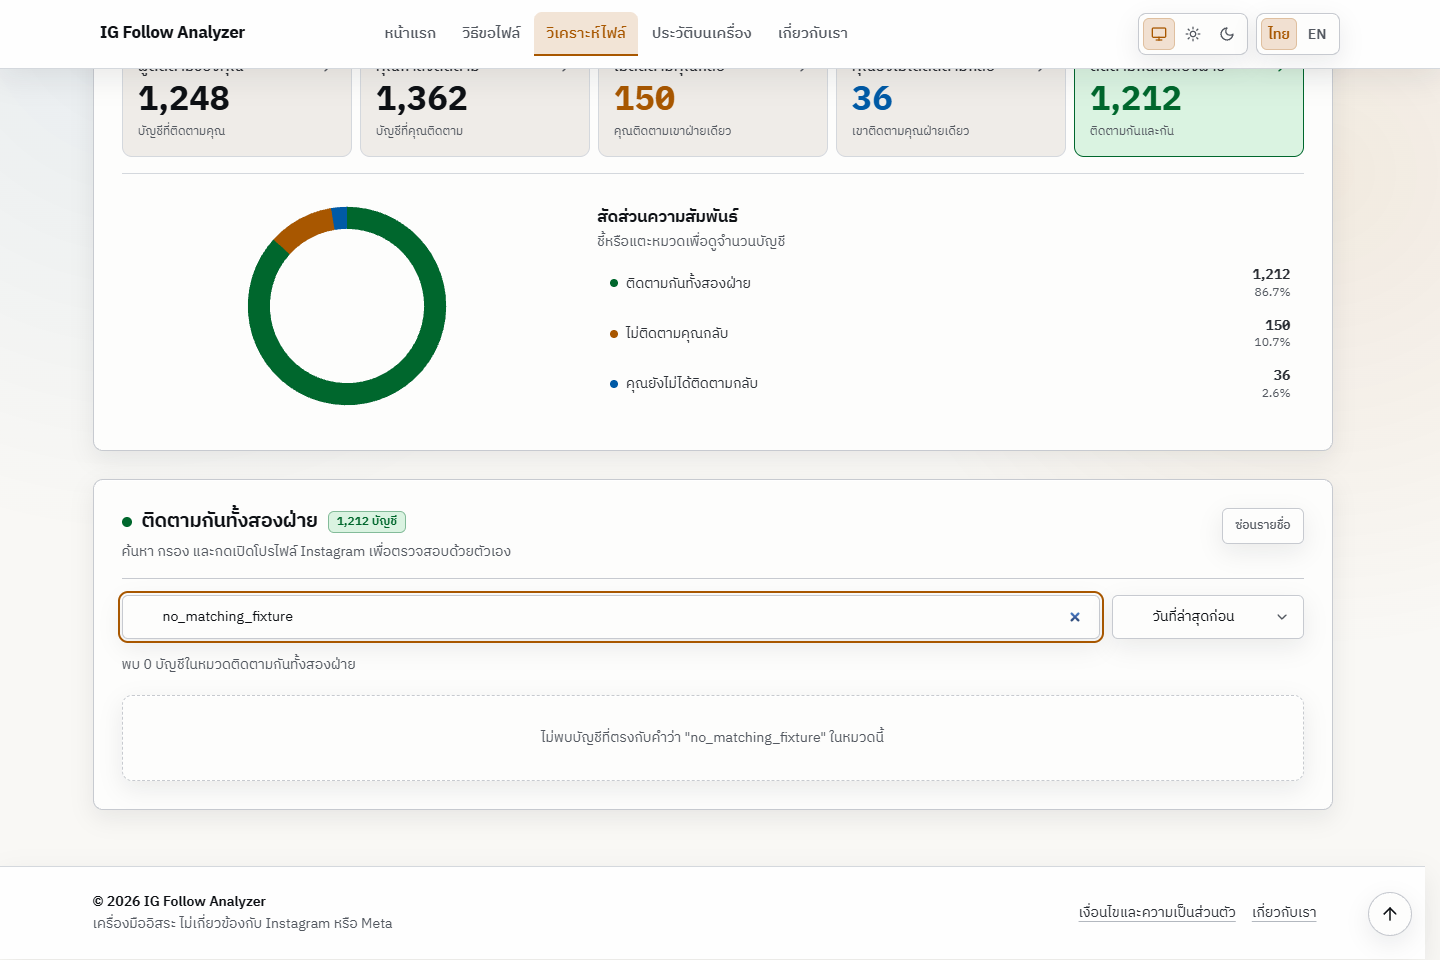 IG Follow Analyzer
หน้าแรก
วิธีขอไฟล์
วิเคราะห์ไฟล์
ประวัติบนเครื่อง
เกี่ยวกับเรา
ไทย
EN
1,248
บัญชีที่ติดตามคุณ
1,362
บัญชีที่คุณติดตาม
150
คุณติดตามเขาฝ่ายเดียว
36
เขาติดตามคุณฝ่ายเดียว
1,212
ติดตามกันและกัน
สัดส่วนความสัมพันธ์
ชี้หรือแตะหมวดเพื่อดูจำนวนบัญชี
ติดตามกันทั้งสองฝ่าย
1,212
86.7%
ไม่ติดตามคุณกลับ
150
10.7%
คุณยังไม่ได้ติดตามกลับ
36
2.6%
ติดตามกันทั้งสองฝ่าย
1,212 บัญชี
ค้นหา กรอง และกดเปิดโปรไฟล์ Instagram เพื่อตรวจสอบด้วยตัวเอง
ซ่อนรายชื่อ
no_matching_fixture
วันที่ล่าสุดก่อน
พบ 0 บัญชีในหมวดติดตามกันทั้งสองฝ่าย
ไม่พบบัญชีที่ตรงกับคำว่า "no_matching_fixture" ในหมวดนี้
© 2026 IG Follow Analyzer
เครื่องมืออิสระ ไม่เกี่ยวข้องกับ Instagram หรือ Meta
เงื่อนไขและความเป็นส่วนตัว
เกี่ยวกับเรา